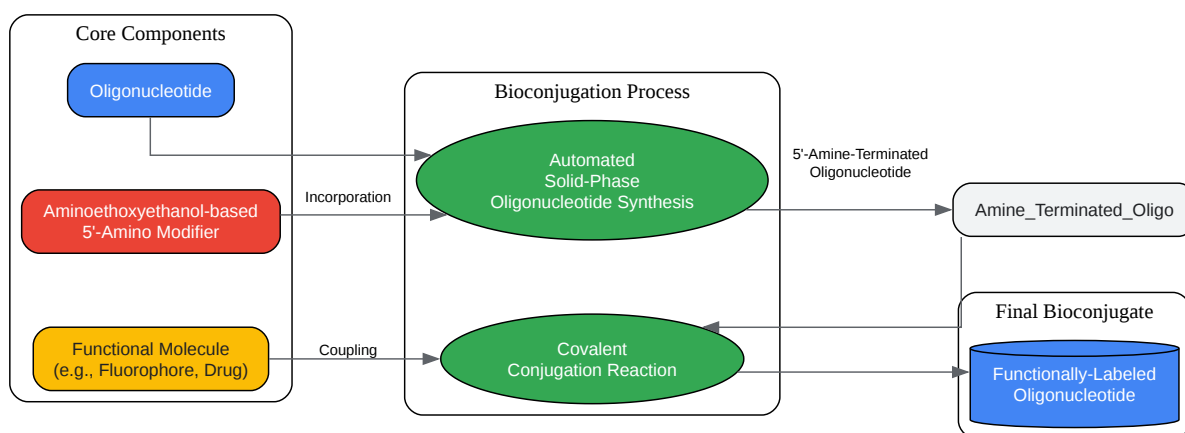 Core Components
Oligonucleotide
Aminoethoxyethanol-based
5'-Amino Modifier
Functional Molecule
(e.g., Fluorophore, Drug)
Incorporation
Coupling
Bioconjugation Process
Automated
Solid-Phase
Oligonucleotide Synthesis
Covalent
Conjugation Reaction
5'-Amine-Terminated
Oligonucleotide
Amine_Terminated_Oligo
Final Bioconjugate
Functionally-Labeled
Oligonucleotide